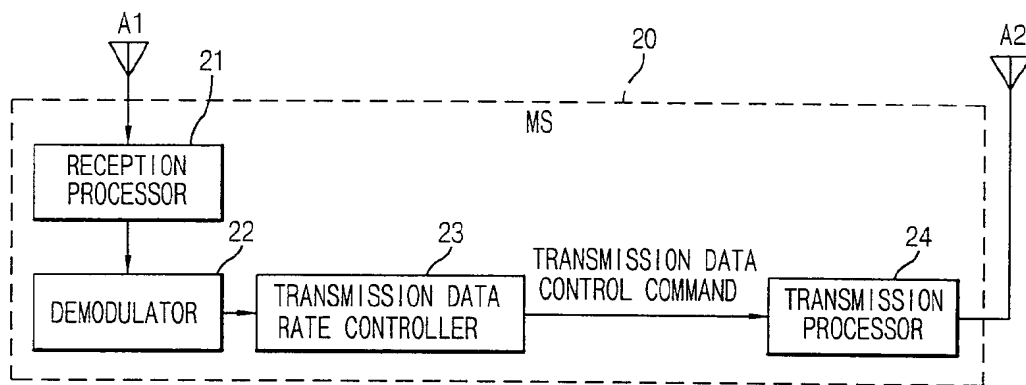 A1
A2
20
21
MS
RECEPTION
PROCESSOR
22
23
24
DEMODULATOR
TRANSMISSION DATA
RATE CONTROLLER
TRANSMISSION DATA
CONTROL COMMAND
TRANSMISSION
PROCESSOR